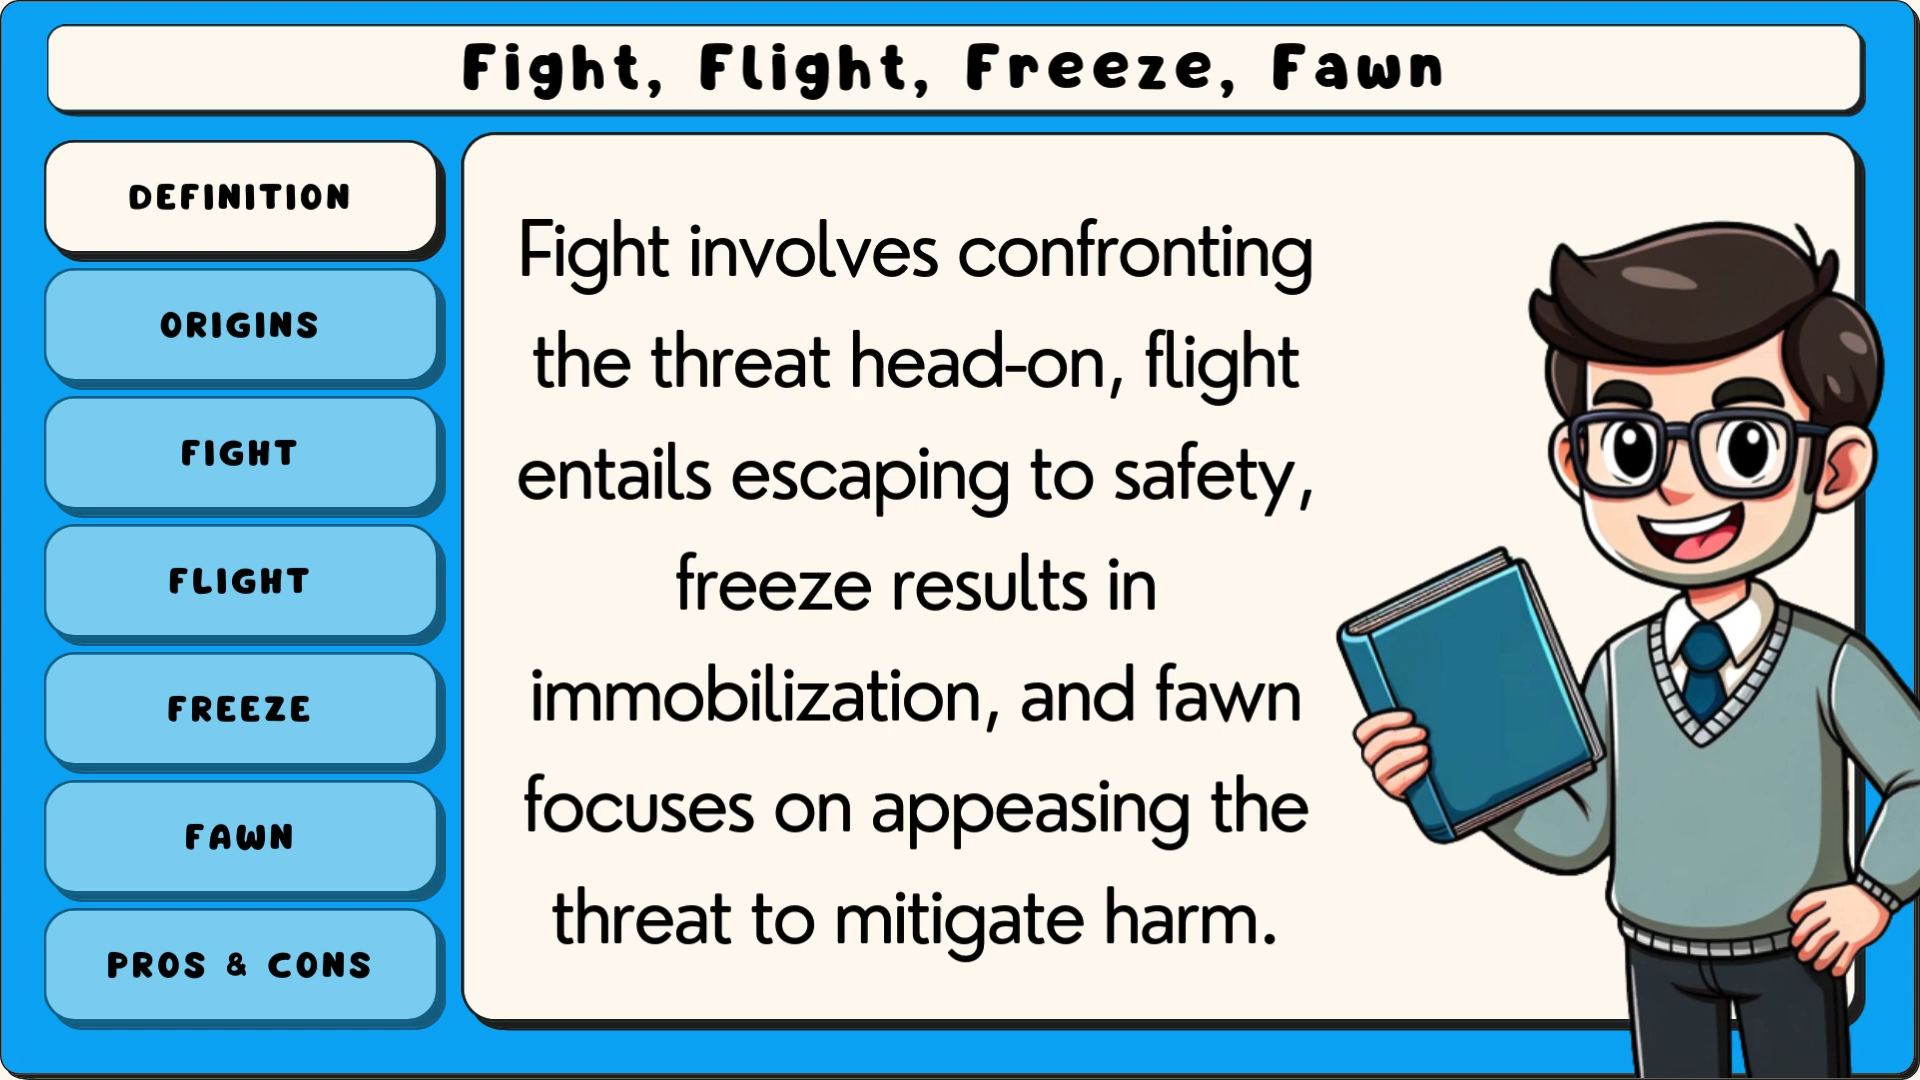 Fight, Flight, Freeze, Fawn
DEFINITION
ORIGINS
FIGHT
FLIGHT
FREEZE
FAWN
PROS & CONS
Fight involves confronting
the threat head-on, flight
entails escaping to safety,
freeze results in
immobilization, and fawn
focuses on appeasing the
threat to mitigate harm.